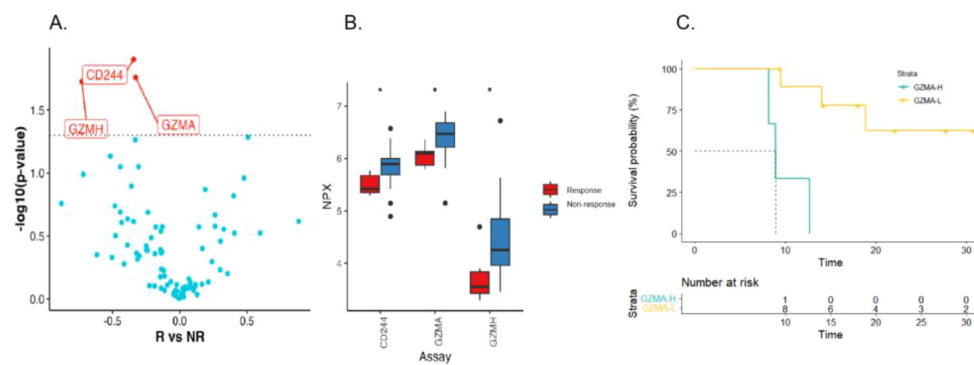 A.
B.
C.
CD244
GZMH
GZMA
-log10(p-value)
1.5
1.0
0.5
0.0
-0.5
0.0
0.5
R vs NR
NPX
7
6
5
4
*
*
*
CD244
GZMA
GZMH
Assay
Response
Non-response
Survival probability (%)
100
75
50
25
0
Strata
GZMA-H
GZMA-L
0
10
20
30
Time
Number at risk
Strata
GZMA-H 1 0 0 0 0
GZMA-L 8 6 4 3 2
10 15 20 25 30
Time